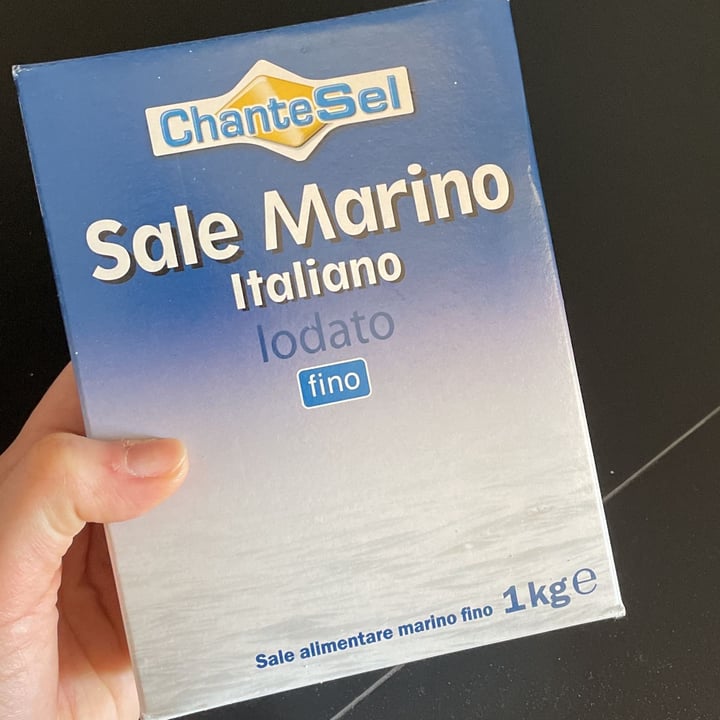 ChanteSel
Sale Marino
Italiano
Iodato
fino
Sale alimentare marino fino 1kg℮